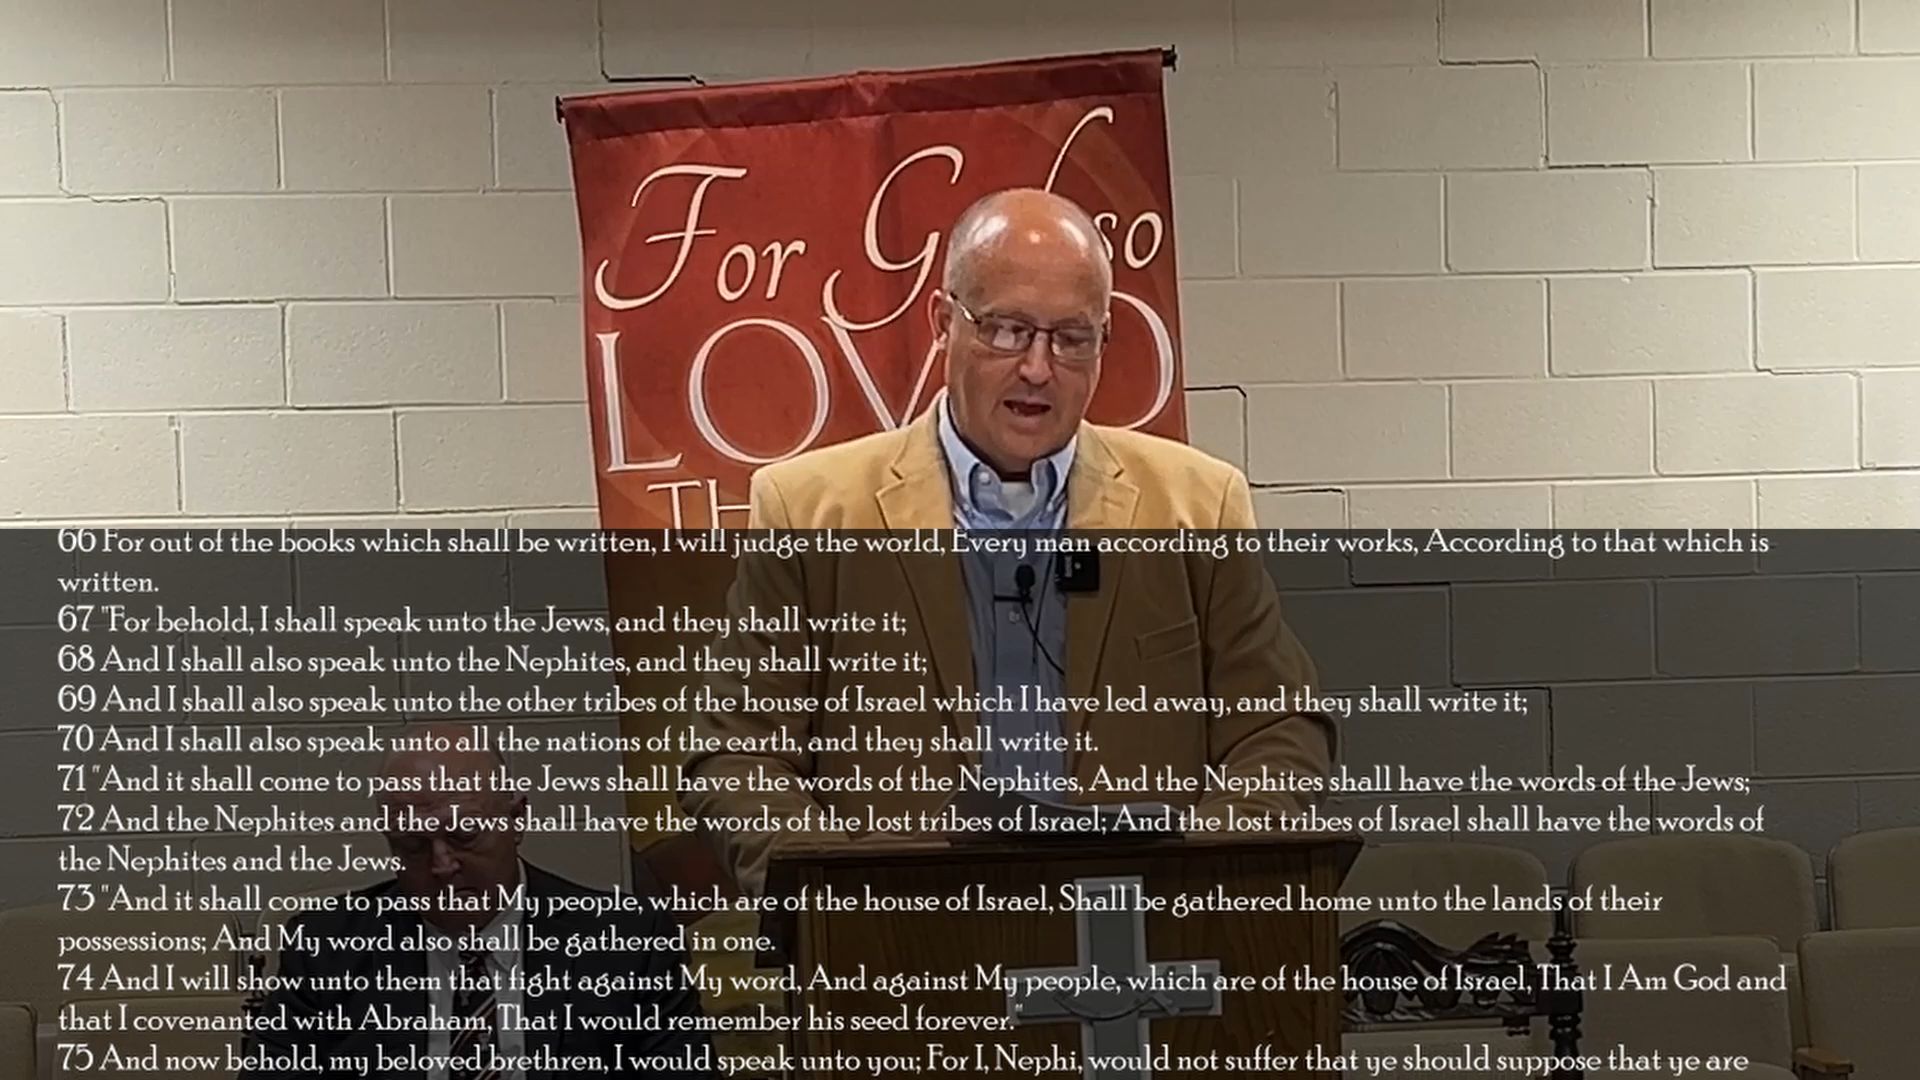 For G so
LOV D
TH
66 For out of the books which shall be written, I will judge the world, Every man according to their works, According to that which is
written.
67 "For behold, I shall speak unto the Jews, and they shall write it;
68 And I shall also speak unto the Nephites, and they shall write it;
69 And I shall also speak unto the other tribes of the house of Israel which I have led away, and they shall write it;
70 And I shall also speak unto all the nations of the earth, and they shall write it.
71 "And it shall come to pass that the Jews shall have the words of the Nephites, And the Nephites shall have the words of the Jews;
72 And the Nephites and the Jews shall have the words of the lost tribes of Israel; And the lost tribes of Israel shall have the words of
the Nephites and the Jews.
73 "And it shall come to pass that My people, which are of the house of Israel, Shall be gathered home unto the lands of their
possessions; And My word also shall be gathered in one.
74 And I will show unto them that fight against My word, And against My people, which are of the house of Israel, That I Am God and
that I covenanted with Abraham, That I would remember his seed forever."
75 And now behold, my beloved brethren, I would speak unto you; For I, Nephi, would not suffer that ye should suppose that ye are